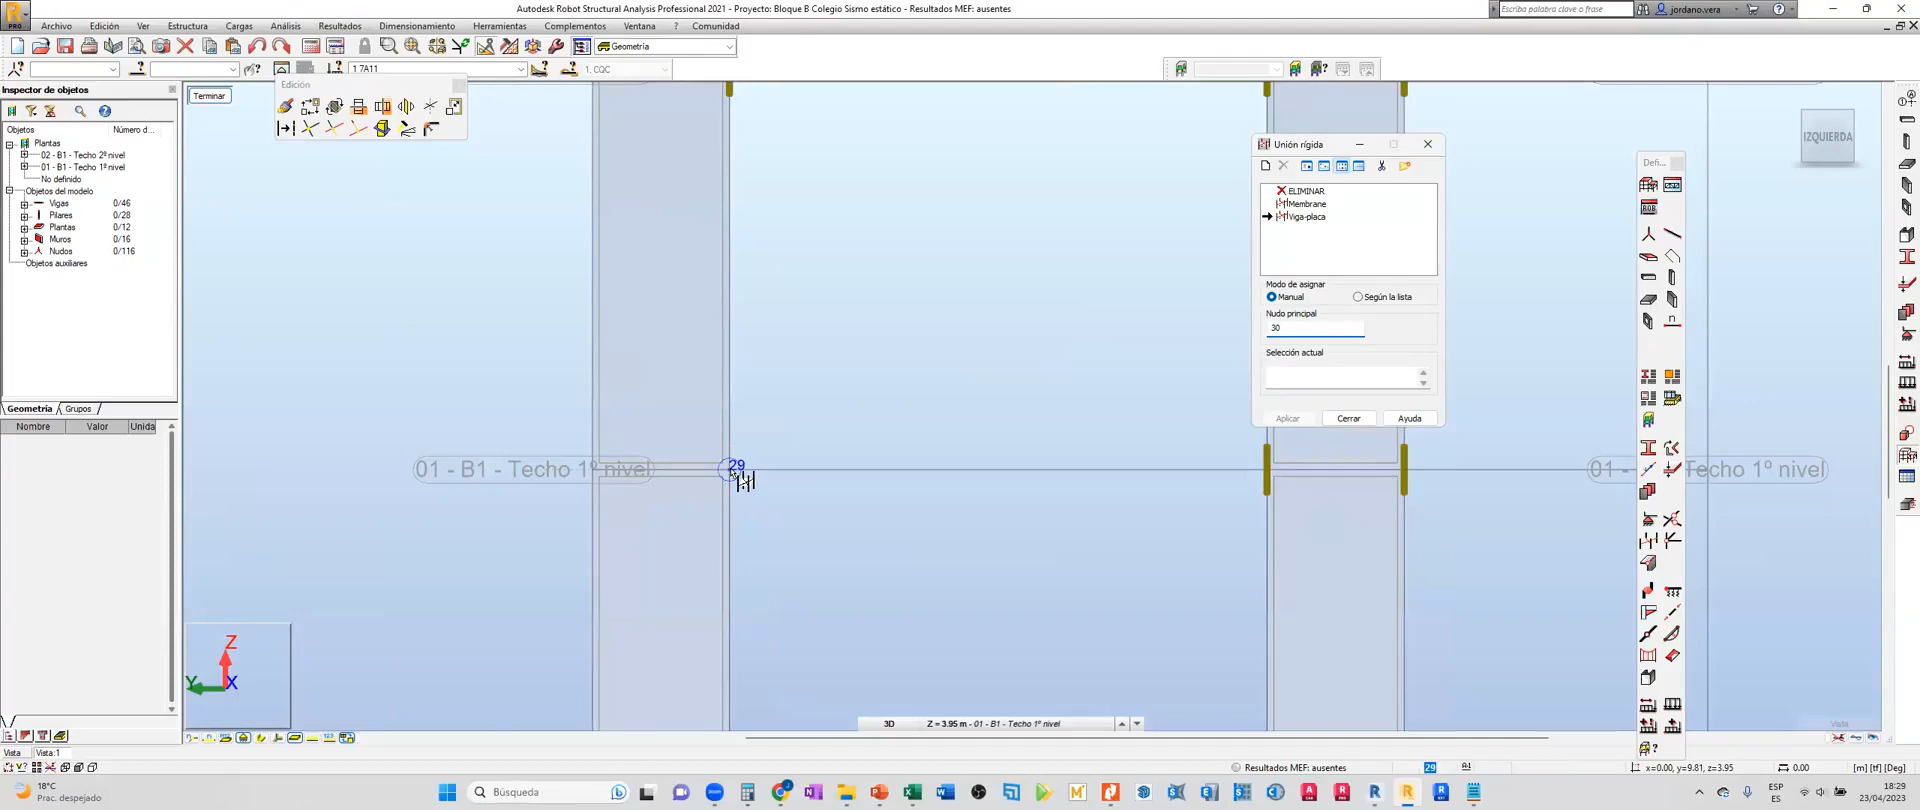 Autodesk Robot Structural Analysis Professional 2021 - Proyecto: Bloque B Colegio Sismo estático - Resultados MEF: ausentes
Escriba palabra clave o frase
jordano.vera
PRO
Archivo Edición Ver Estructura Cargas Análisis Resultados Dimensionamiento Herramientas Complementos Ventana Comunidad
Geometría
1 7A11
1. CQC
Inspector de objetos
Objetos Número d...
Plantas
02 - B1 - Techo 2º nivel
01 - B1 - Techo 1º nivel
No definido
Objetos del modelo
Vigas 0/46
Pilares 0/28
Plantas 0/12
Muros 0/16
Nudos 0/116
Objetos auxiliares
Geometría Grupos
Nombre Valor Unida
Terminar
Edición
IZQUIERDA
Unión rígida
ELIMINAR
Membrane
Viga-placa
Modo de asignar
Manual Según la lista
Nudo principal
30
Selección actual
Aplicar Cerrar Ayuda
Defi...
01 - B1 - Techo 1º nivel
29
01 - Techo 1º nivel
Z
Y X
3D Z = 3.95 m - 01 - B1 - Techo 1º nivel
Vista
Vista Vista:1
Resultados MEF: ausentes 29 x=0.00, y=9.81, z=3.95 0.00 [m] [tf] [Deg]
18°C
Prac. despejado
Búsqueda
ESP
ES
18:29
23/04/2023